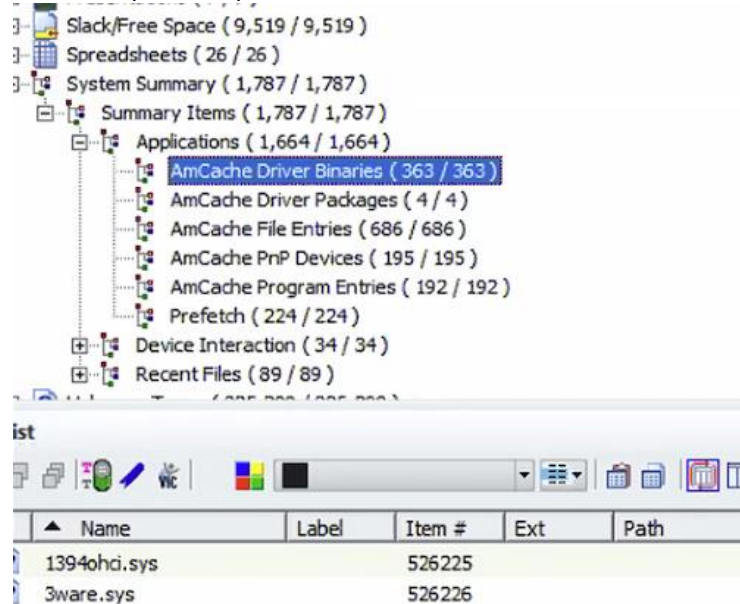 Slack/Free Space ( 9,519 / 9,519 )
Spreadsheets ( 26 / 26 )
System Summary ( 1,787 / 1,787 )
Summary Items ( 1,787 / 1,787 )
Applications ( 1,664 / 1,664 )
AmCache Driver Binaries ( 363 / 363 )
AmCache Driver Packages ( 4 / 4 )
AmCache File Entries ( 686 / 686 )
AmCache PnP Devices ( 195 / 195 )
AmCache Program Entries ( 192 / 192 )
Prefetch ( 224 / 224 )
Device Interaction ( 34 / 34 )
Recent Files ( 89 / 89 )
ist
VIC
Name Label Item # Ext Path
1394ohci.sys 526225
3ware.sys 526226